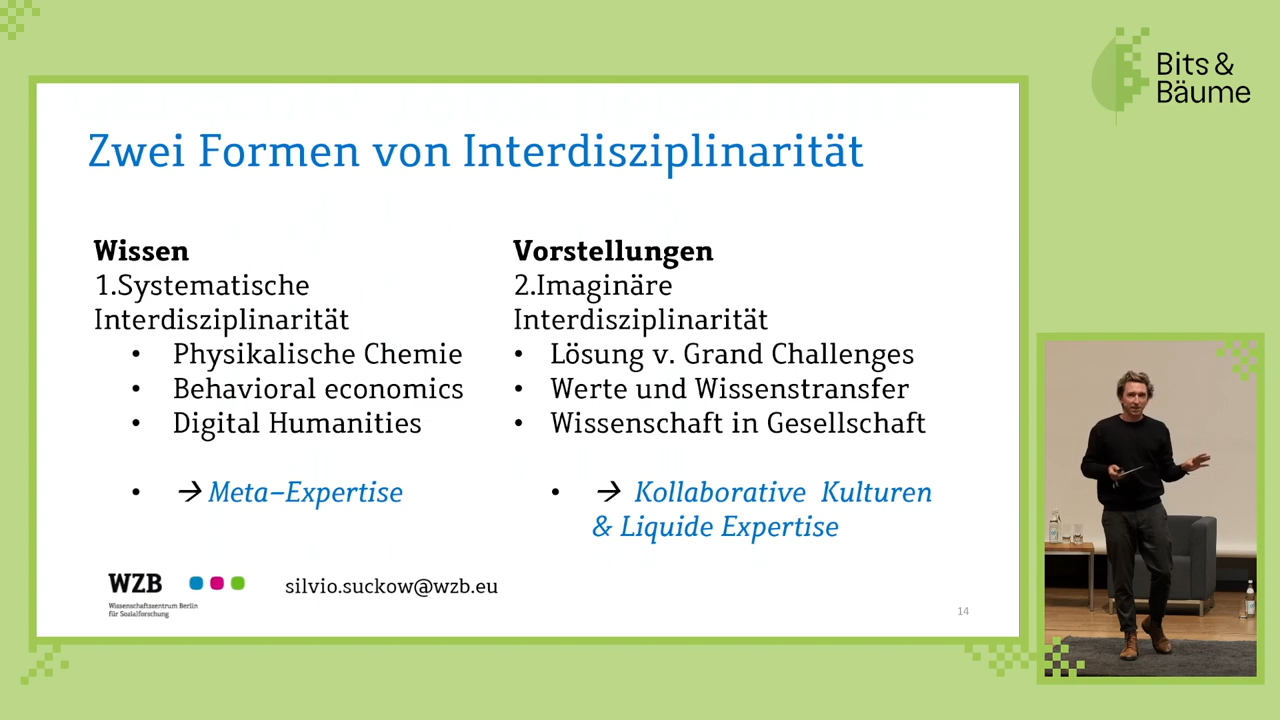 Bits &
Bäume
Zwei Formen von Interdisziplinarität
Wissen
1.Systematische
Interdisziplinarität
• Physikalische Chemie
• Behavioral economics
• Digital Humanities
• → Meta–Expertise
Vorstellungen
2.Imaginäre
Interdisziplinarität
• Lösung v. Grand Challenges
• Werte und Wissenstransfer
• Wissenschaft in Gesellschaft
• → Kollaborative Kulturen
& Liquide Expertise
WZB
Wissenschaftszentrum Berlin
für Sozialforschung
silvio.suckow@wzb.eu
14